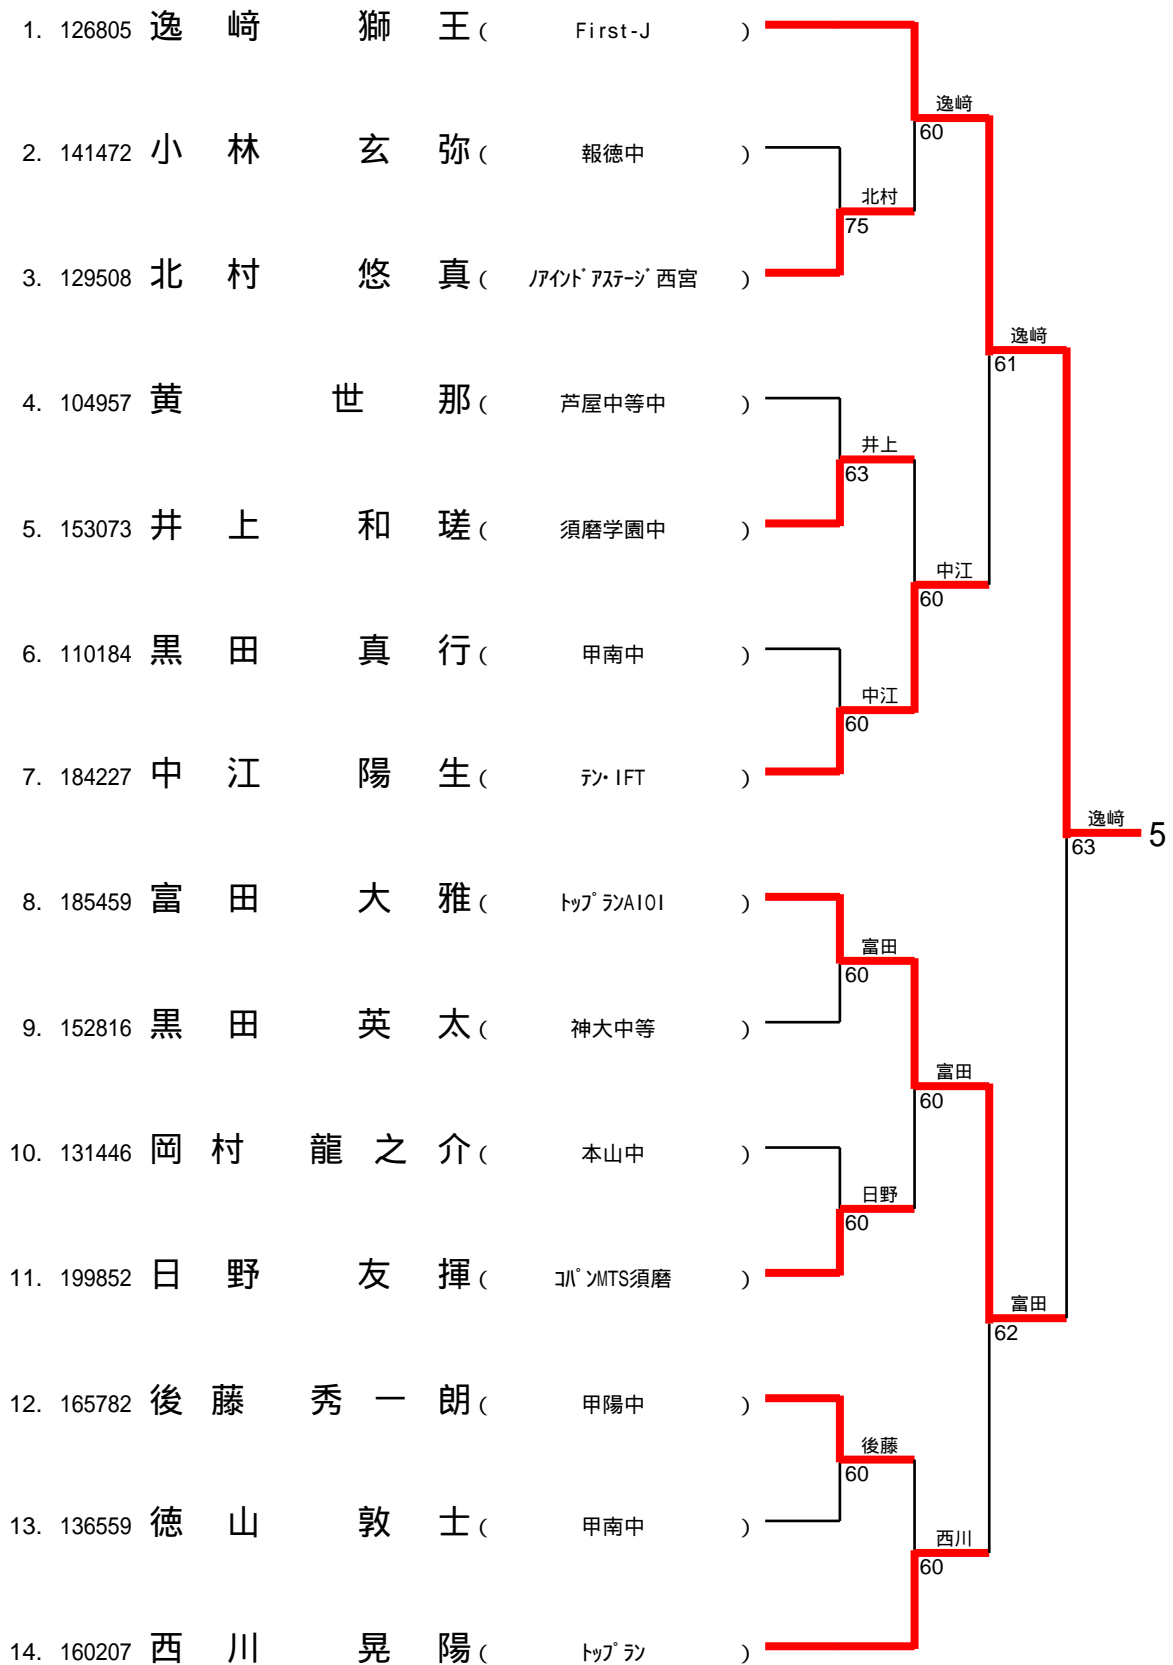 1. 126805 逸 﨑 獅 王 ( First-J )
逸﨑
60
2. 141472 小 林 玄 弥 ( 報徳中 )
北村
75
3. 129508 北 村 悠 真 ( ﾉｱｲﾝﾄﾞｱｽﾃｰｼﾞ西宮 )
逸﨑
61
4. 104957 黄 世 那 ( 芦屋中等中 )
井上
63
5. 153073 井 上 和 瑳 ( 須磨学園中 )
中江
60
6. 110184 黒 田 真 行 ( 甲南中 )
中江
60
7. 184227 中 江 陽 生 ( ﾃﾝ･IFT )
逸﨑
63
5
8. 185459 富 田 大 雅 ( ﾄｯﾌﾟﾗﾝAIOI )
富田
60
9. 152816 黒 田 英 太 ( 神大中等 )
富田
60
10. 131446 岡 村 龍 之 介 ( 本山中 )
日野
60
11. 199852 日 野 友 揮 ( ｺﾊﾟﾝMTS須磨 )
富田
62
12. 165782 後 藤 秀 一 朗 ( 甲陽中 )
後藤
60
13. 136559 徳 山 敦 士 ( 甲南中 )
西川
60
14. 160207 西 川 晃 陽 ( ﾄｯﾌﾟﾗﾝ )